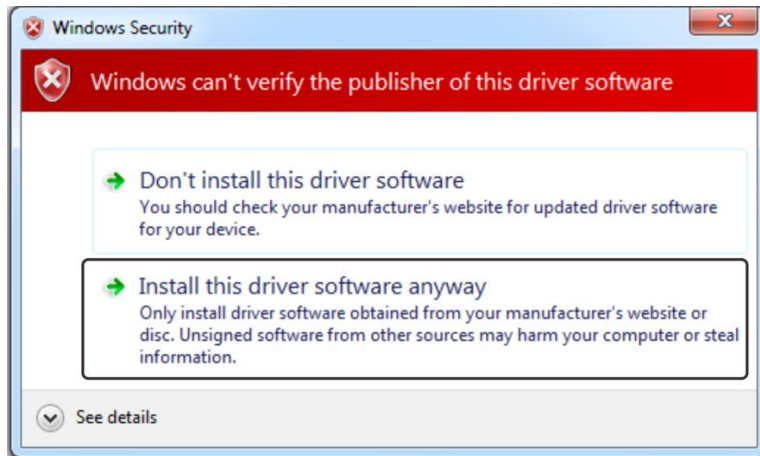 Windows Security
Windows can't verify the publisher of this driver software
Don't install this driver software
You should check your manufacturer's website for updated driver software
for your device.
Install this driver software anyway
Only install driver software obtained from your manufacturer's website or
disc. Unsigned software from other sources may harm your computer or steal
information.
See details